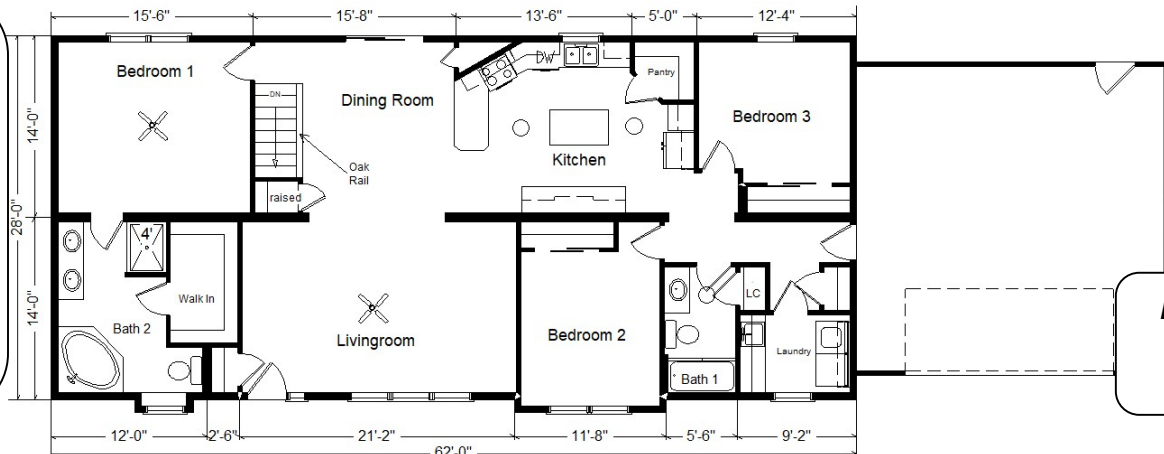 15'-6"
15'-8"
13'-6"
5'-0"
12'-4"
Bedroom 1
DW
Pantry
DN
Dining Room
Bedroom 3
14'-0"
Kitchen
Oak
Rail
raised
28'-0"
4'
Walk In
LC
14'-0"
Bath 2
Livingroom
Bedroom 2
Laundry
Bath 1
12'-0"
2'-6"
21'-2"
11'-8"
5'-6"
9'-2"
62'-0"